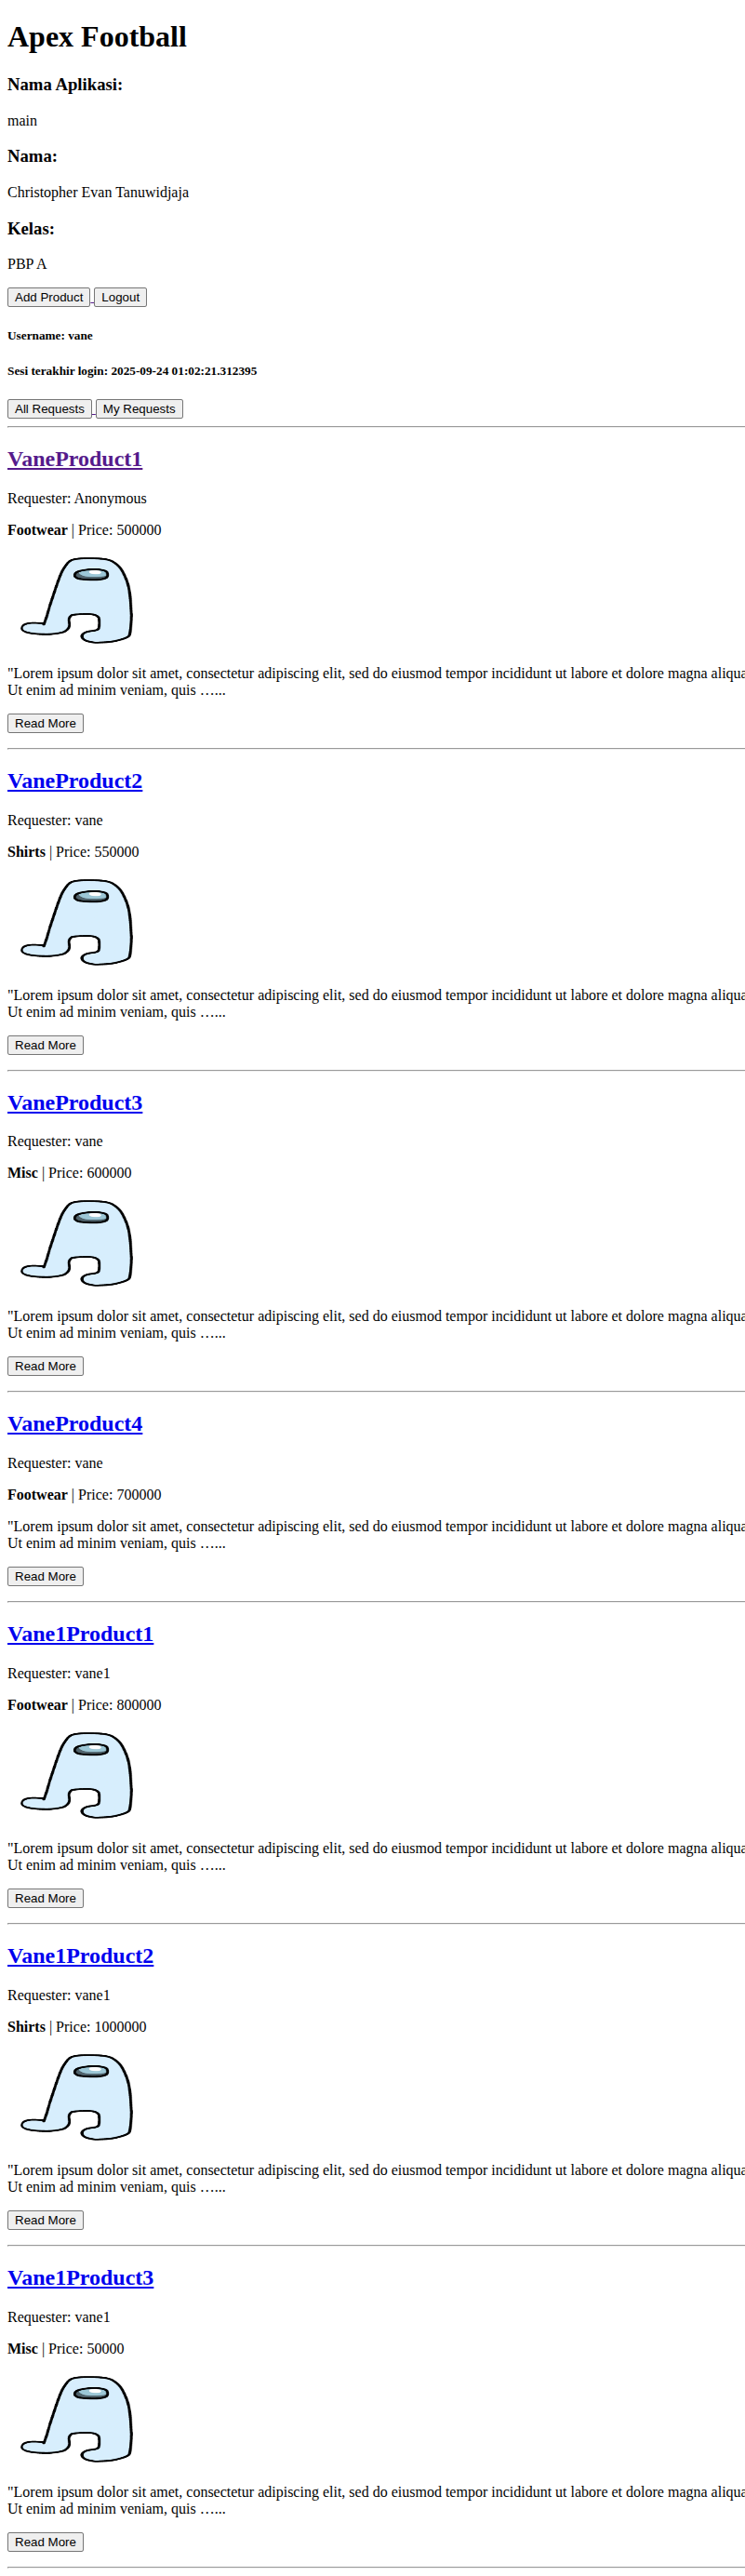 Apex Football
Nama Aplikasi:
main
Nama:
Christopher Evan Tanuwidjaja
Kelas:
PBP A
Add Product Logout
Username: vane
Sesi terakhir login: 2025-09-24 01:02:21.312395
All Requests My Requests
VaneProduct1
Requester: Anonymous
Footwear | Price: 500000
"Lorem ipsum dolor sit amet, consectetur adipiscing elit, sed do eiusmod tempor incididunt ut labore et dolore magna aliqua
Ut enim ad minim veniam, quis …...
Read More
VaneProduct2
Requester: vane
Shirts | Price: 550000
"Lorem ipsum dolor sit amet, consectetur adipiscing elit, sed do eiusmod tempor incididunt ut labore et dolore magna aliqua
Ut enim ad minim veniam, quis …...
Read More
VaneProduct3
Requester: vane
Misc | Price: 600000
"Lorem ipsum dolor sit amet, consectetur adipiscing elit, sed do eiusmod tempor incididunt ut labore et dolore magna aliqua
Ut enim ad minim veniam, quis …...
Read More
VaneProduct4
Requester: vane
Footwear | Price: 700000
"Lorem ipsum dolor sit amet, consectetur adipiscing elit, sed do eiusmod tempor incididunt ut labore et dolore magna aliqua
Ut enim ad minim veniam, quis …...
Read More
Vane1Product1
Requester: vane1
Footwear | Price: 800000
"Lorem ipsum dolor sit amet, consectetur adipiscing elit, sed do eiusmod tempor incididunt ut labore et dolore magna aliqua
Ut enim ad minim veniam, quis …...
Read More
Vane1Product2
Requester: vane1
Shirts | Price: 1000000
"Lorem ipsum dolor sit amet, consectetur adipiscing elit, sed do eiusmod tempor incididunt ut labore et dolore magna aliqua
Ut enim ad minim veniam, quis …...
Read More
Vane1Product3
Requester: vane1
Misc | Price: 50000
"Lorem ipsum dolor sit amet, consectetur adipiscing elit, sed do eiusmod tempor incididunt ut labore et dolore magna aliqua
Ut enim ad minim veniam, quis …...
Read More